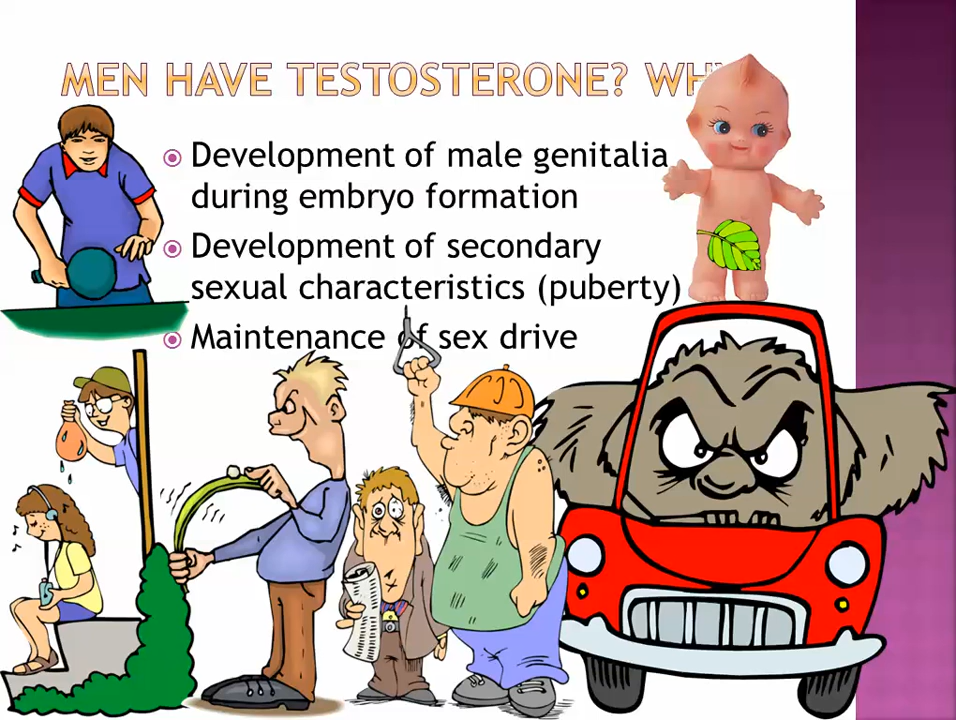 MEN HAVE TESTOSTERONE? WHY
Development of male genitalia
during embryo formation
Development of secondary
sexual characteristics (puberty)
Maintenance of sex drive